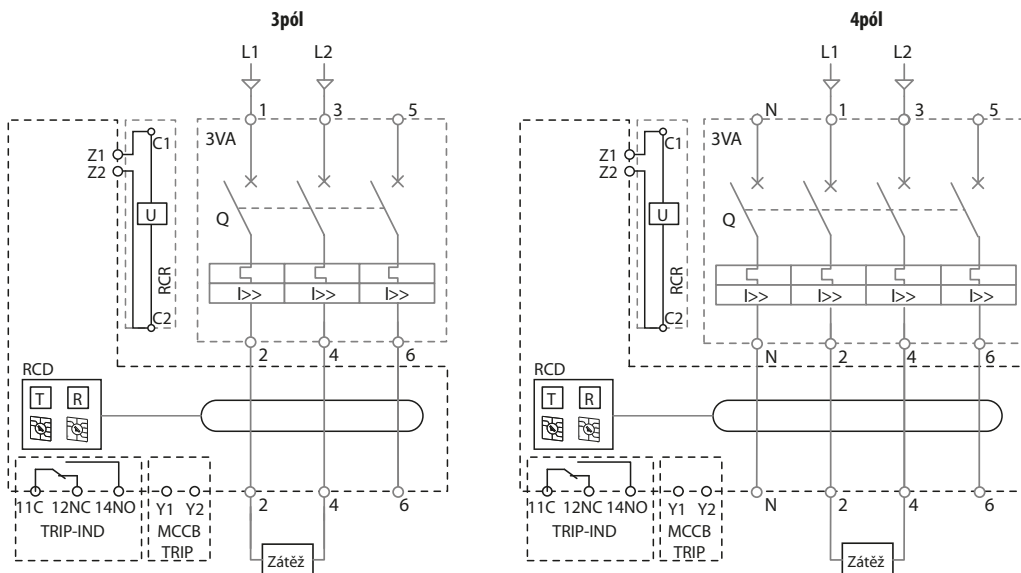 3pól
L1 L2
1 3 5
3VA
C1
Z1
Z2
U
Q
RCR
I>> I>> I>>
C2
2 4 6
RCD
T R
11C 12NC 14NO
Y1 Y2
2 4 6
TRIP-IND
MCCB
TRIP
Zátěž
4pól
L1 L2
N 1 3 5
3VA
C1
Z1
Z2
U
Q
RCR
I>> I>> I>> I>>
C2
N 2 4 6
RCD
T R
11C 12NC 14NO
Y1 Y2
N 2 4 6
TRIP-IND
MCCB
TRIP
Zátěž